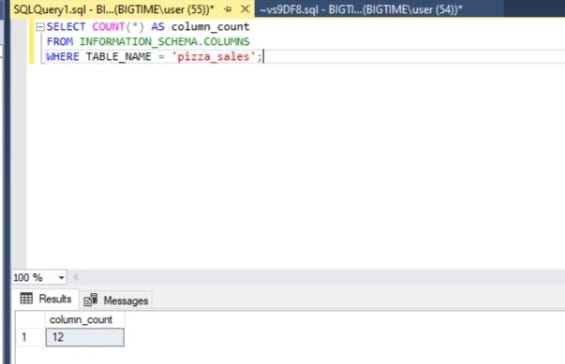 SQLQuery1.sql - BI...(BIGTIME\user (55))* ~vs9DF8.sql - BIGTI...(BIGTIME\user (54))*
SELECT COUNT(*) AS column_count
FROM INFORMATION_SCHEMA.COLUMNS
WHERE TABLE_NAME = 'pizza_sales';
100 %
Results Messages
column_count
1 12